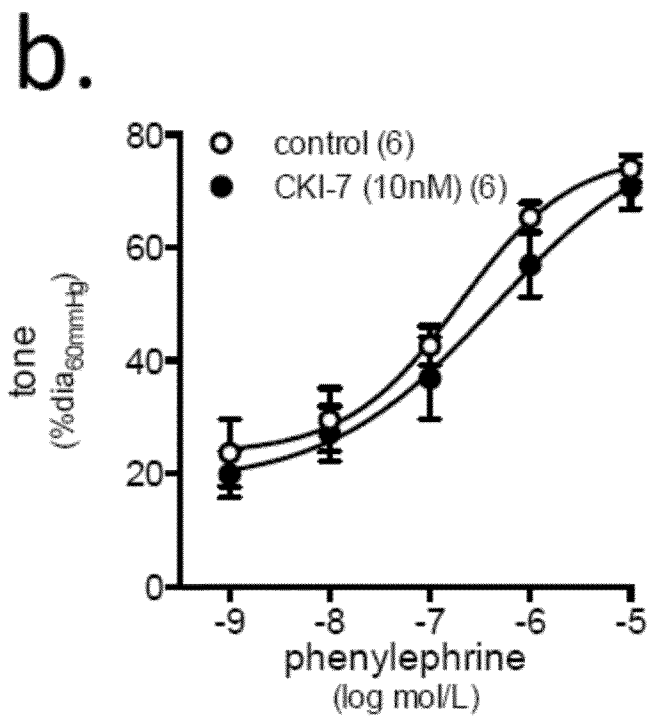 b.
80
control (6)
CKI-7 (10nM) (6)
60
40
20
0
tone
(%dia60mmHg)
-9 -8 -7 -6 -5
phenylephrine
(log mol/L)